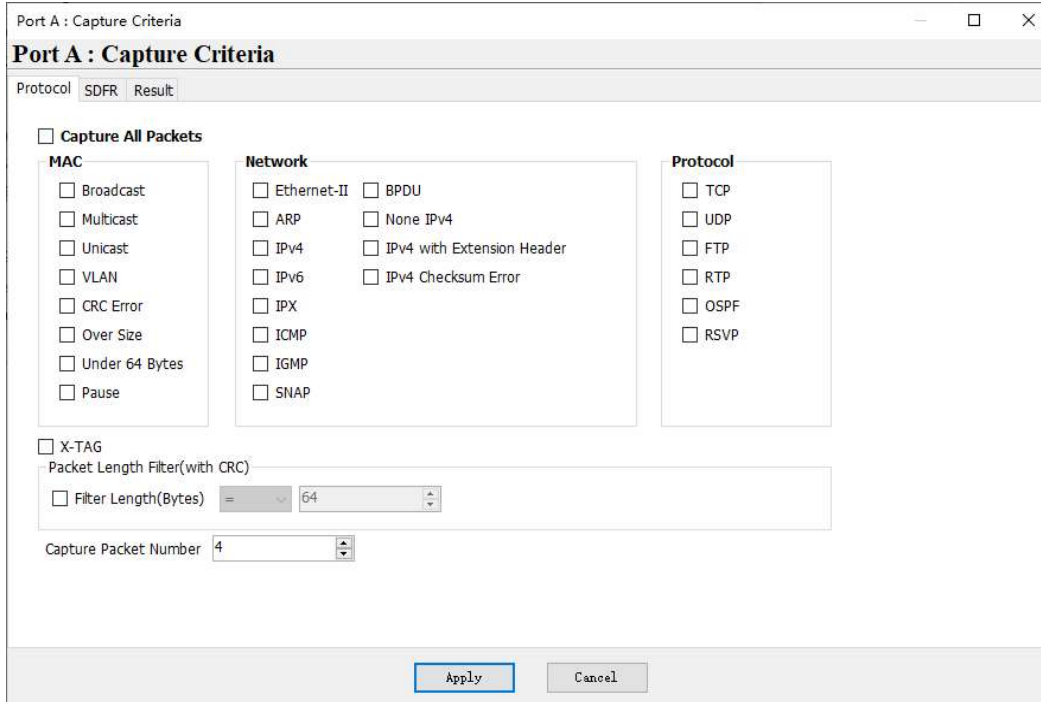 Port A : Capture Criteria
Port A : Capture Criteria
Protocol SDFR Result
Capture All Packets
MAC
Broadcast
Multicast
Unicast
VLAN
CRC Error
Over Size
Under 64 Bytes
Pause
Network
Ethernet-II
ARP
IPv4
IPv6
IPX
ICMP
IGMP
SNAP
BPDU
None IPv4
IPv4 with Extension Header
IPv4 Checksum Error
Protocol
TCP
UDP
FTP
RTP
OSPF
RSVP
X-TAG
Packet Length Filter(with CRC)
Filter Length(Bytes) = 64
Capture Packet Number 4
Apply Cancel